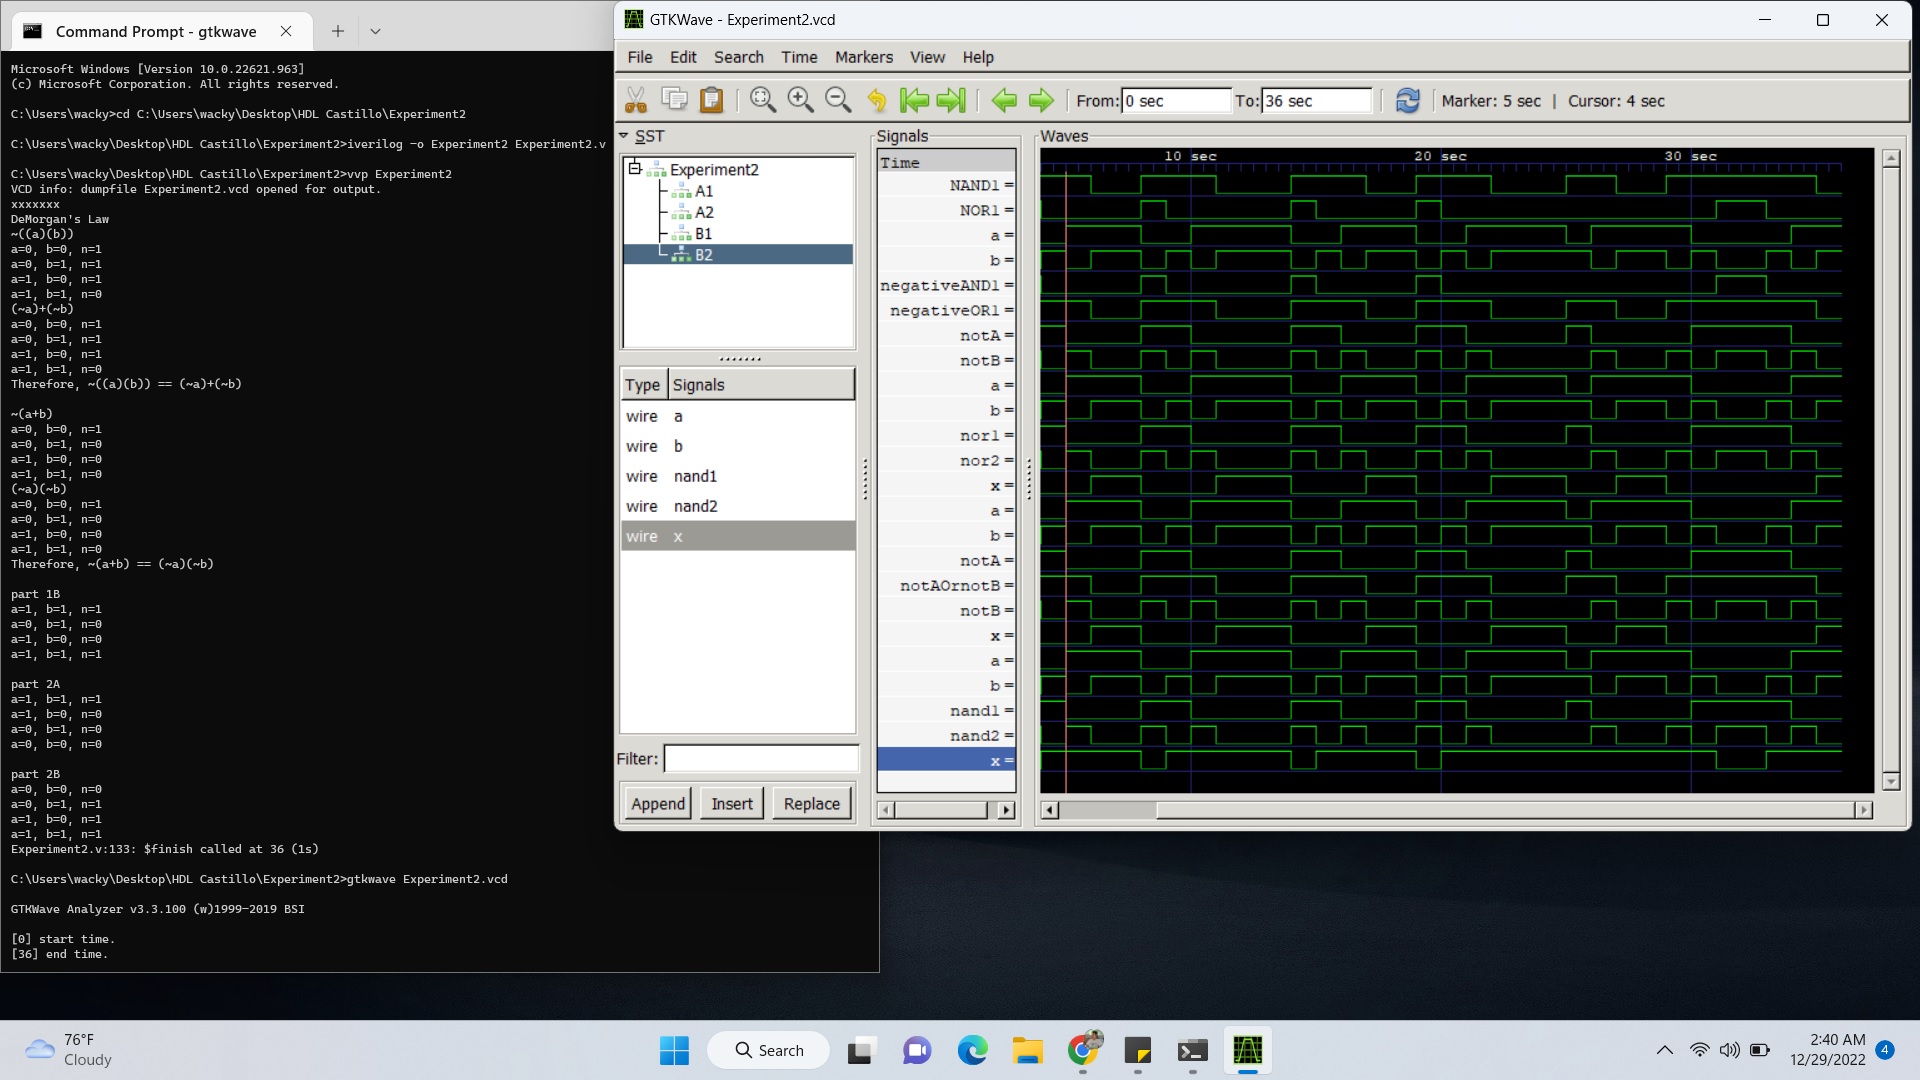 Command Prompt - gtkwave
Microsoft Windows [Version 10.0.22621.963]
(c) Microsoft Corporation. All rights reserved.
C:\Users\wacky>cd C:\Users\wacky\Desktop\HDL Castillo\Experiment2
C:\Users\wacky\Desktop\HDL Castillo\Experiment2>iverilog -o Experiment2 Experiment2.v
C:\Users\wacky\Desktop\HDL Castillo\Experiment2>vvp Experiment2
VCD info: dumpfile Experiment2.vcd opened for output.
xxxxxxx
DeMorgan's Law
~((a)(b))
a=0, b=0, n=1
a=0, b=1, n=1
a=1, b=0, n=1
a=1, b=1, n=0
(~a)+(~b)
a=0, b=0, n=1
a=0, b=1, n=1
a=1, b=0, n=1
a=1, b=1, n=0
Therefore, ~((a)(b)) == (~a)+(~b)
~(a+b)
a=0, b=0, n=1
a=0, b=1, n=0
a=1, b=0, n=0
a=1, b=1, n=0
(~a)(~b)
a=0, b=0, n=1
a=0, b=1, n=0
a=1, b=0, n=0
a=1, b=1, n=0
Therefore, ~(a+b) == (~a)(~b)
part 1B
a=1, b=1, n=1
a=0, b=1, n=0
a=1, b=0, n=0
a=1, b=1, n=1
part 2A
a=1, b=1, n=1
a=1, b=0, n=0
a=0, b=1, n=0
a=0, b=0, n=0
part 2B
a=0, b=0, n=0
a=0, b=1, n=1
a=1, b=0, n=1
a=1, b=1, n=1
Experiment2.v:133: $finish called at 36 (1s)
C:\Users\wacky\Desktop\HDL Castillo\Experiment2>gtkwave Experiment2.vcd
GTKWave Analyzer v3.3.100 (w)1999-2019 BSI
[0] start time.
[36] end time.
GTKWave - Experiment2.vcd
File Edit Search Time Markers View Help
From: 0 sec To: 36 sec Marker: 5 sec | Cursor: 4 sec
SST
Experiment2
A1
A2
B1
B2
Type Signals
wire a
wire b
wire nand1
wire nand2
wire x
Filter:
Append Insert Replace
Signals
Time
NAND1 =
NOR1 =
a =
b =
negativeAND1 =
negativeOR1 =
notA =
notB =
a =
b =
nor1 =
nor2 =
x =
a =
b =
notA =
notAOrnotB =
notB =
x =
a =
b =
nand1 =
nand2 =
x =
Waves
10 sec 20 sec 30 sec
76°F
Cloudy
Search
2:40 AM
12/29/2022
4